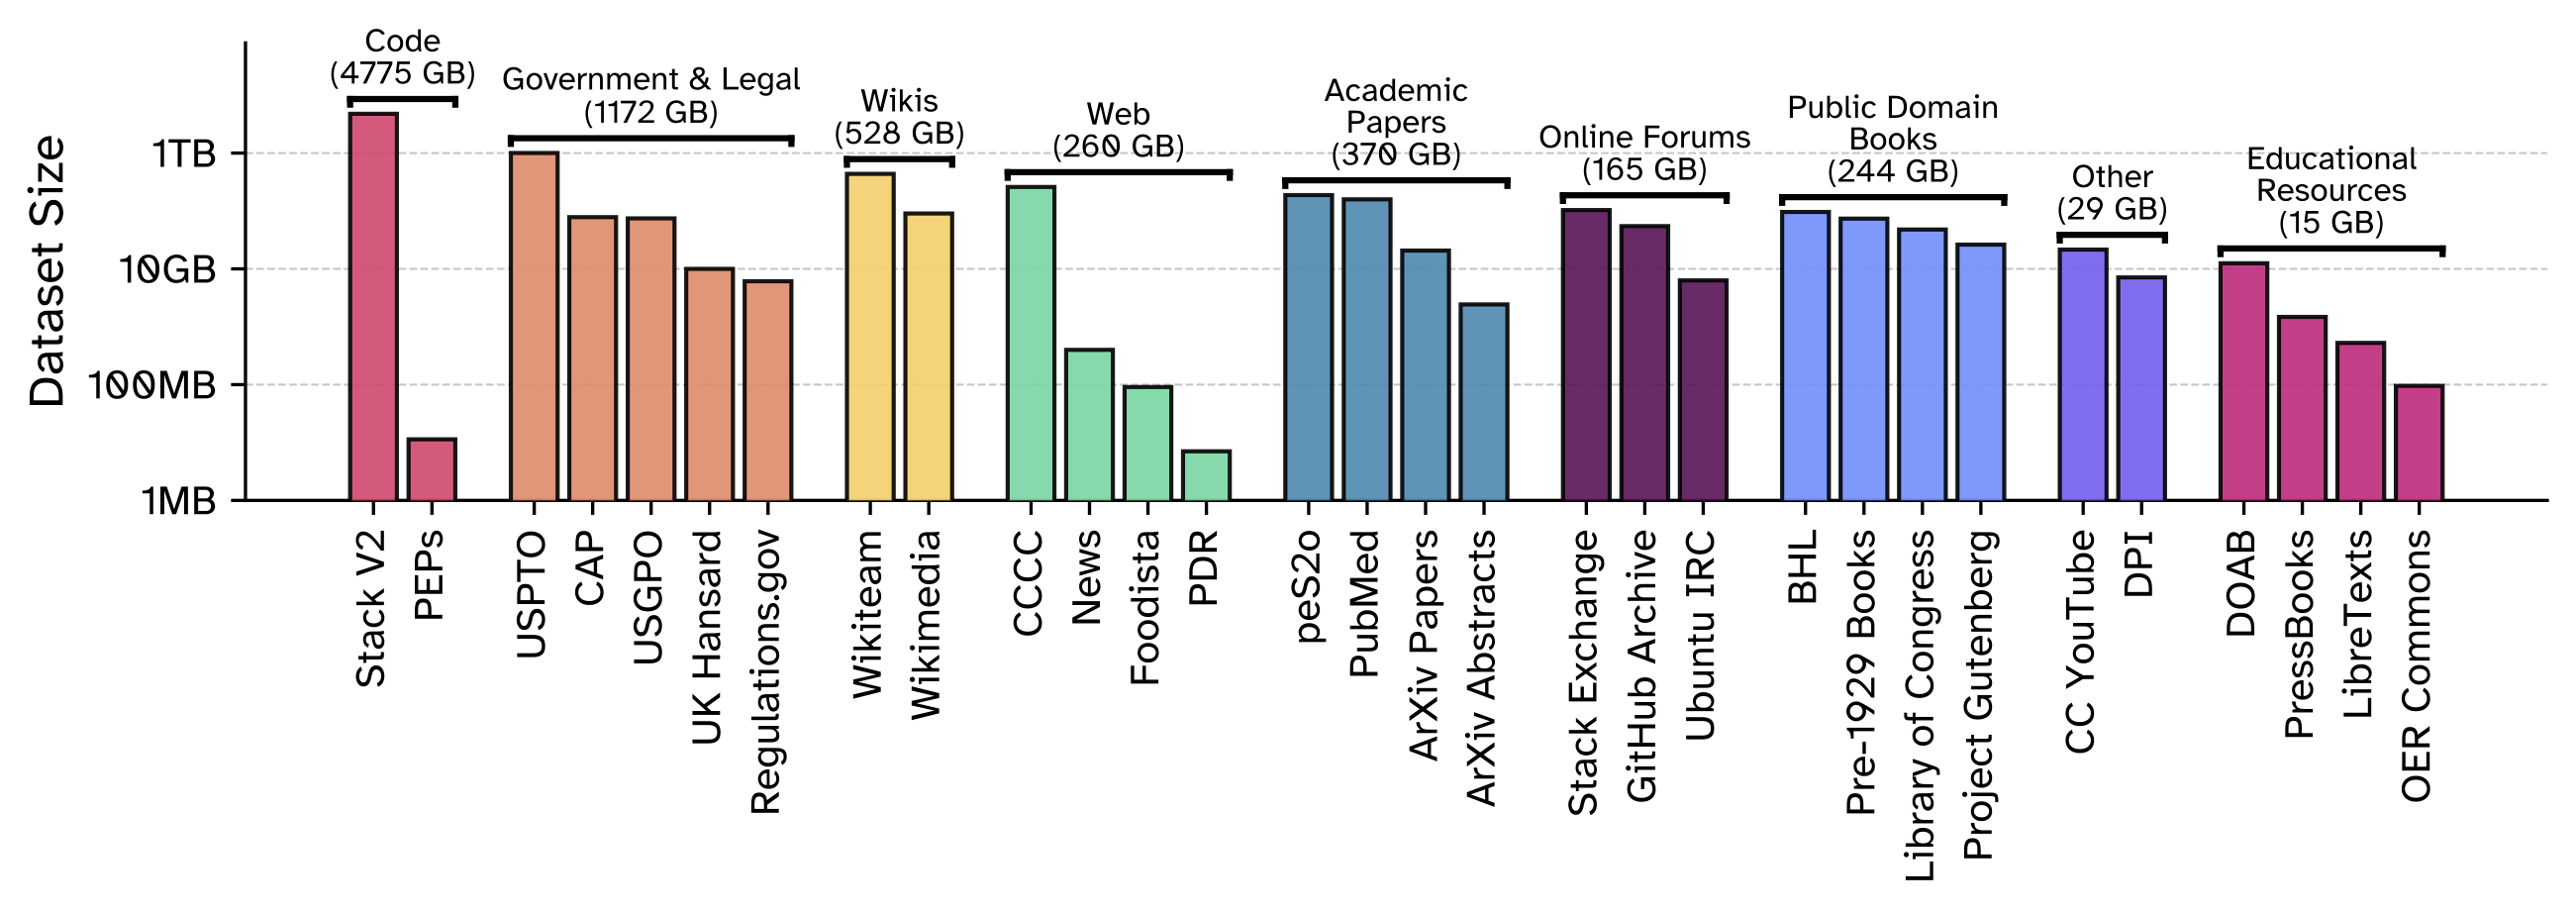 Code
(4775 GB)
Government & Legal
(1172 GB)
Wikis
(528 GB)
Web
(260 GB)
Academic
Papers
(370 GB)
Online Forums
(165 GB)
Public Domain
Books
(244 GB)
Other
(29 GB)
Educational
Resources
(15 GB)
Dataset Size
1TB
10GB
100MB
1MB
Stack V2
PEPs
USPTO
CAP
USGPO
UK Hansard
Regulations.gov
Wikiteam
Wikimedia
CCCC
News
Foodista
PDR
peS2o
PubMed
ArXiv Papers
ArXiv Abstracts
Stack Exchange
GitHub Archive
Ubuntu IRC
BHL
Pre-1929 Books
Library of Congress
Project Gutenberg
CC YouTube
DPI
DOAB
PressBooks
LibreTexts
OER Commons